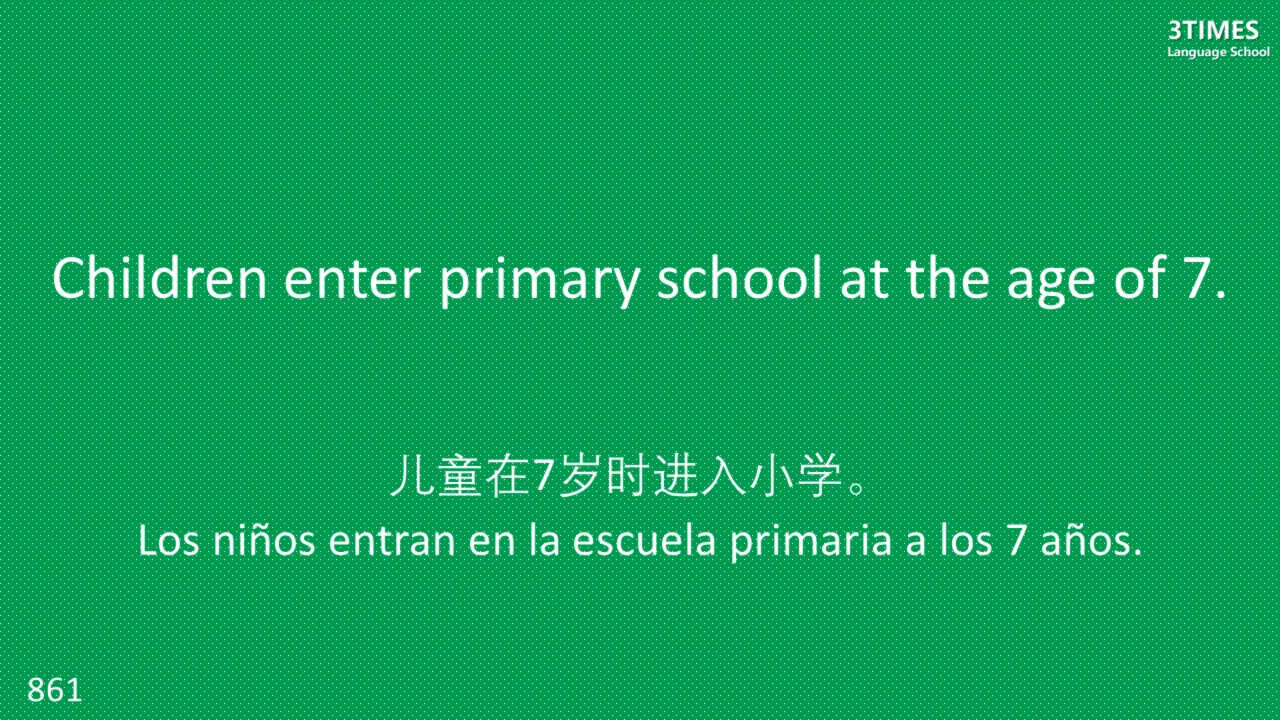 3TIMES
Language School
Children enter primary school at the age of 7.
儿童在7岁时进入小学。
Los niños entran en la escuela primaria a los 7 años.
861